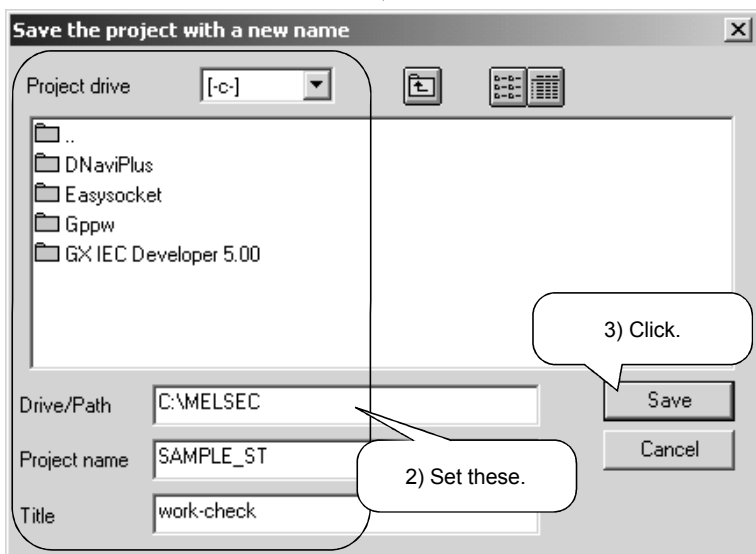 Save the project with a new name
Project drive [-c-]
..
DNaviPlus
Easysocket
Gppw
GX IEC Developer 5.00
3) Click.
Drive/Path C:\MELSEC Save
Project name SAMPLE_ST Cancel
2) Set these.
Title work-check